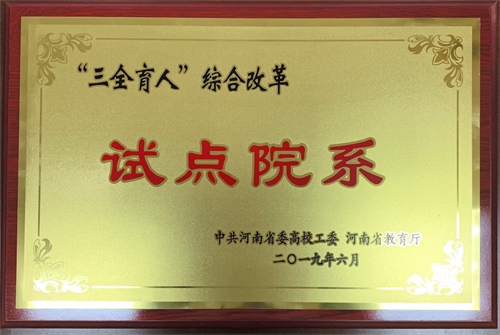 “三全育人”综合改革
试点院系
中共河南省委高校工委 河南省教育厅
二〇一九年六月